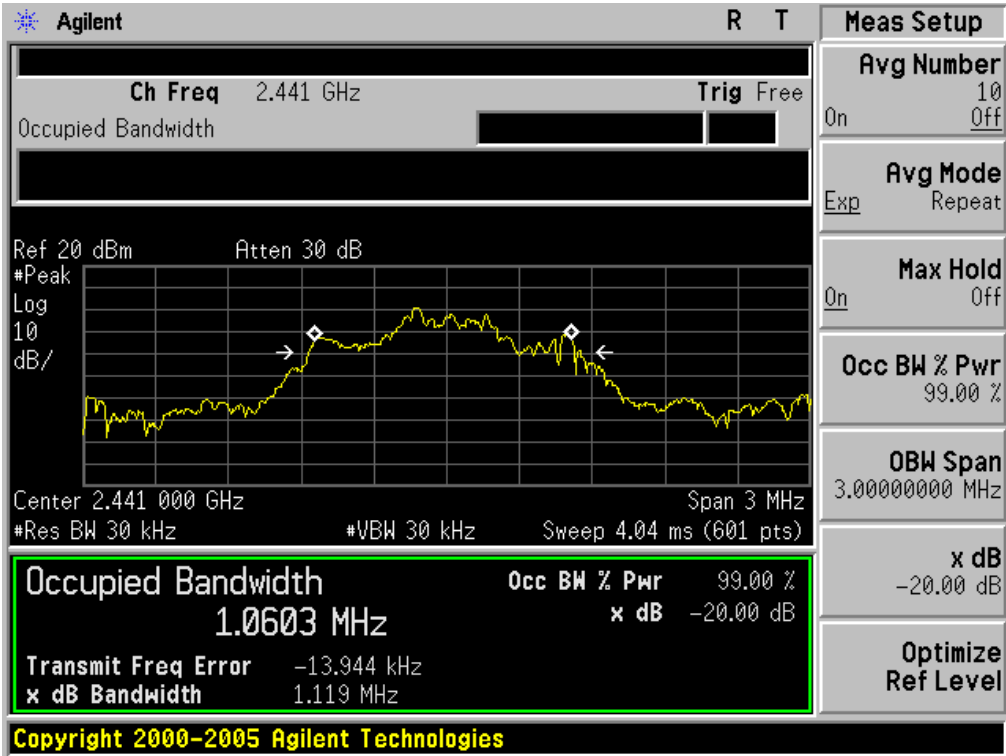 Agilent R T
Ch Freq 2.441 GHz Trig Free
Occupied Bandwidth
Ref 20 dBm Atten 30 dB
#Peak
Log
10
dB/
Center 2.441 000 GHz Span 3 MHz
#Res BW 30 kHz #VBW 30 kHz Sweep 4.04 ms (601 pts)
Occupied Bandwidth Occ BW % Pwr 99.00 %
1.0603 MHz x dB -20.00 dB
Transmit Freq Error -13.944 kHz
x dB Bandwidth 1.119 MHz
Copyright 2000-2005 Agilent Technologies
Meas Setup
Avg Number
10
On Off
Avg Mode
Exp Repeat
Max Hold
On Off
Occ BW % Pwr
99.00 %
OBW Span
3.00000000 MHz
x dB
-20.00 dB
Optimize
Ref Level